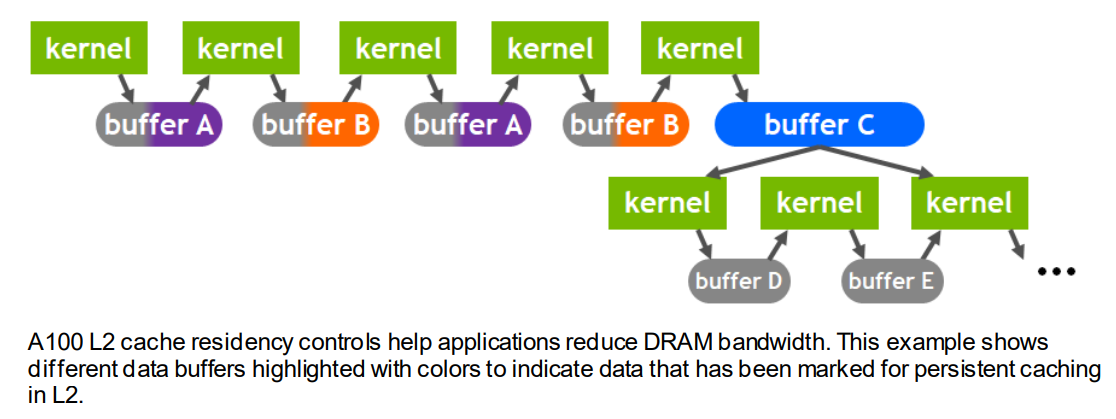 kernel kernel kernel kernel kernel
buffer A buffer B buffer A buffer B buffer C
kernel kernel kernel
buffer D buffer E
A100 L2 cache residency controls help applications reduce DRAM bandwidth. This example shows
different data buffers highlighted with colors to indicate data that has been marked for persistent caching
in L2.